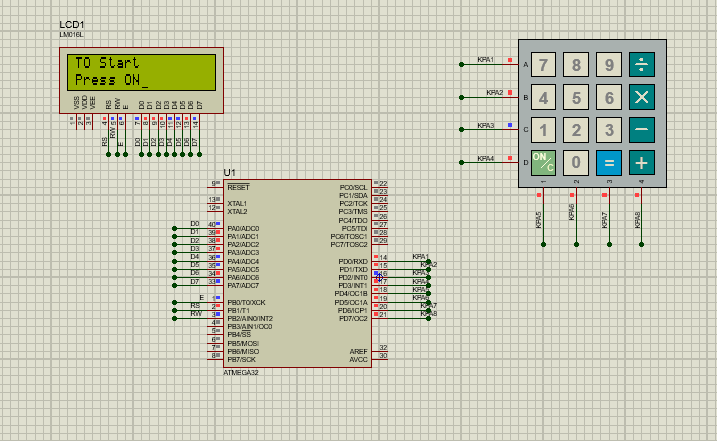 LCD1
LM016L
TO Start
Press ON_
VSS VDD VEE RS RW E D0 D1 D2 D3 D4 D5 D6 D7
1 2 3 4 5 6 7 8 9 10 11 12 13 14
RS RW E D0 D1 D2 D3 D4 D5 D6 D7
KPA1 A 7 8 9 ÷
KPA2 B 4 5 6 ×
KPA3 C 1 2 3 −
KPA4 D ON/C 0 = +
1 2 3 4
KPA5 KPA6 KPA7 KPA8
U1
9 RESET
13 XTAL1
12 XTAL2
D0 40 PA0/ADC0
D1 39 PA1/ADC1
D2 38 PA2/ADC2
D3 37 PA3/ADC3
D4 36 PA4/ADC4
D5 35 PA5/ADC5
D6 34 PA6/ADC6
D7 33 PA7/ADC7
E 1 PB0/T0/XCK
RS 2 PB1/T1
RW 3 PB2/AIN0/INT2
4 PB3/AIN1/OC0
5 PB4/SS
6 PB5/MOSI
7 PB6/MISO
8 PB7/SCK
PC0/SCL 22
PC1/SDA 23
PC2/TCK 24
PC3/TMS 25
PC4/TDO 26
PC5/TDI 27
PC6/TOSC1 28
PC7/TOSC2 29
PD0/RXD 14 KPA1
PD1/TXD 15
PD2/INT0 16
PD3/INT1 17
PD4/OC1B 18
PD5/OC1A 19
PD6/ICP1 20
PD7/OC2 21
AREF 32
AVCC 30
ATMEGA32